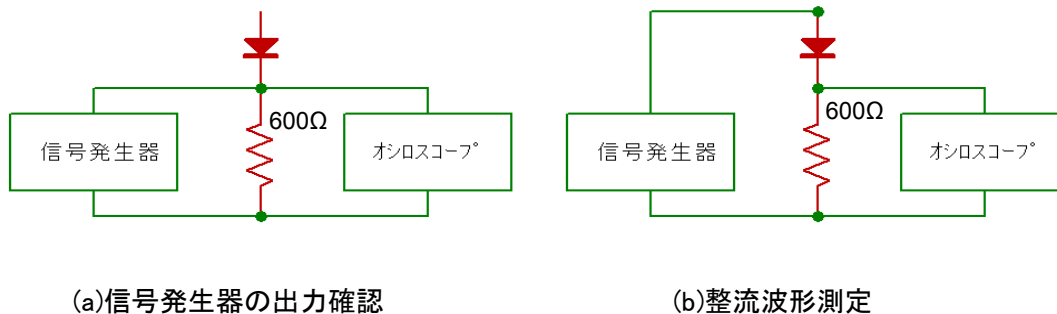 600Ω
信号発生器
オシロスコープ
(a)信号発生器の出力確認
600Ω
信号発生器
オシロスコープ
(b)整流波形測定